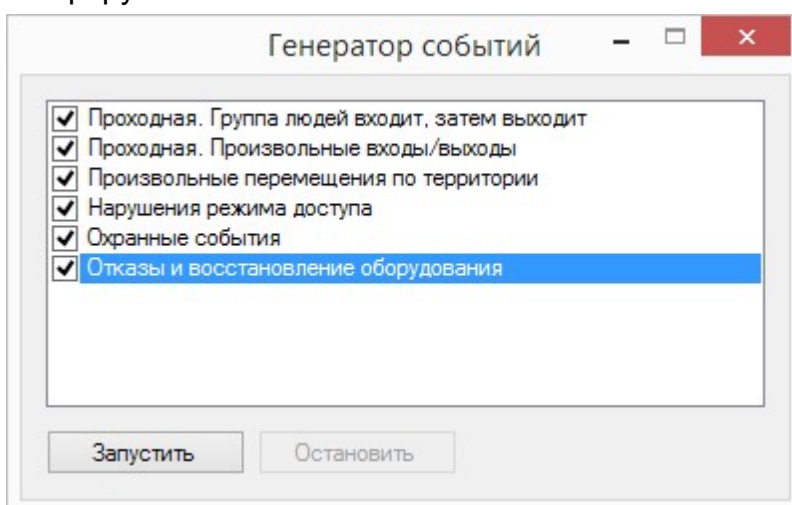 Генератор событий
Проходная. Группа людей входит, затем выходит
Проходная. Произвольные входы/выходы
Произвольные перемещения по территории
Нарушения режима доступа
Охранные события
Отказы и восстановление оборудования
Запустить Остановить